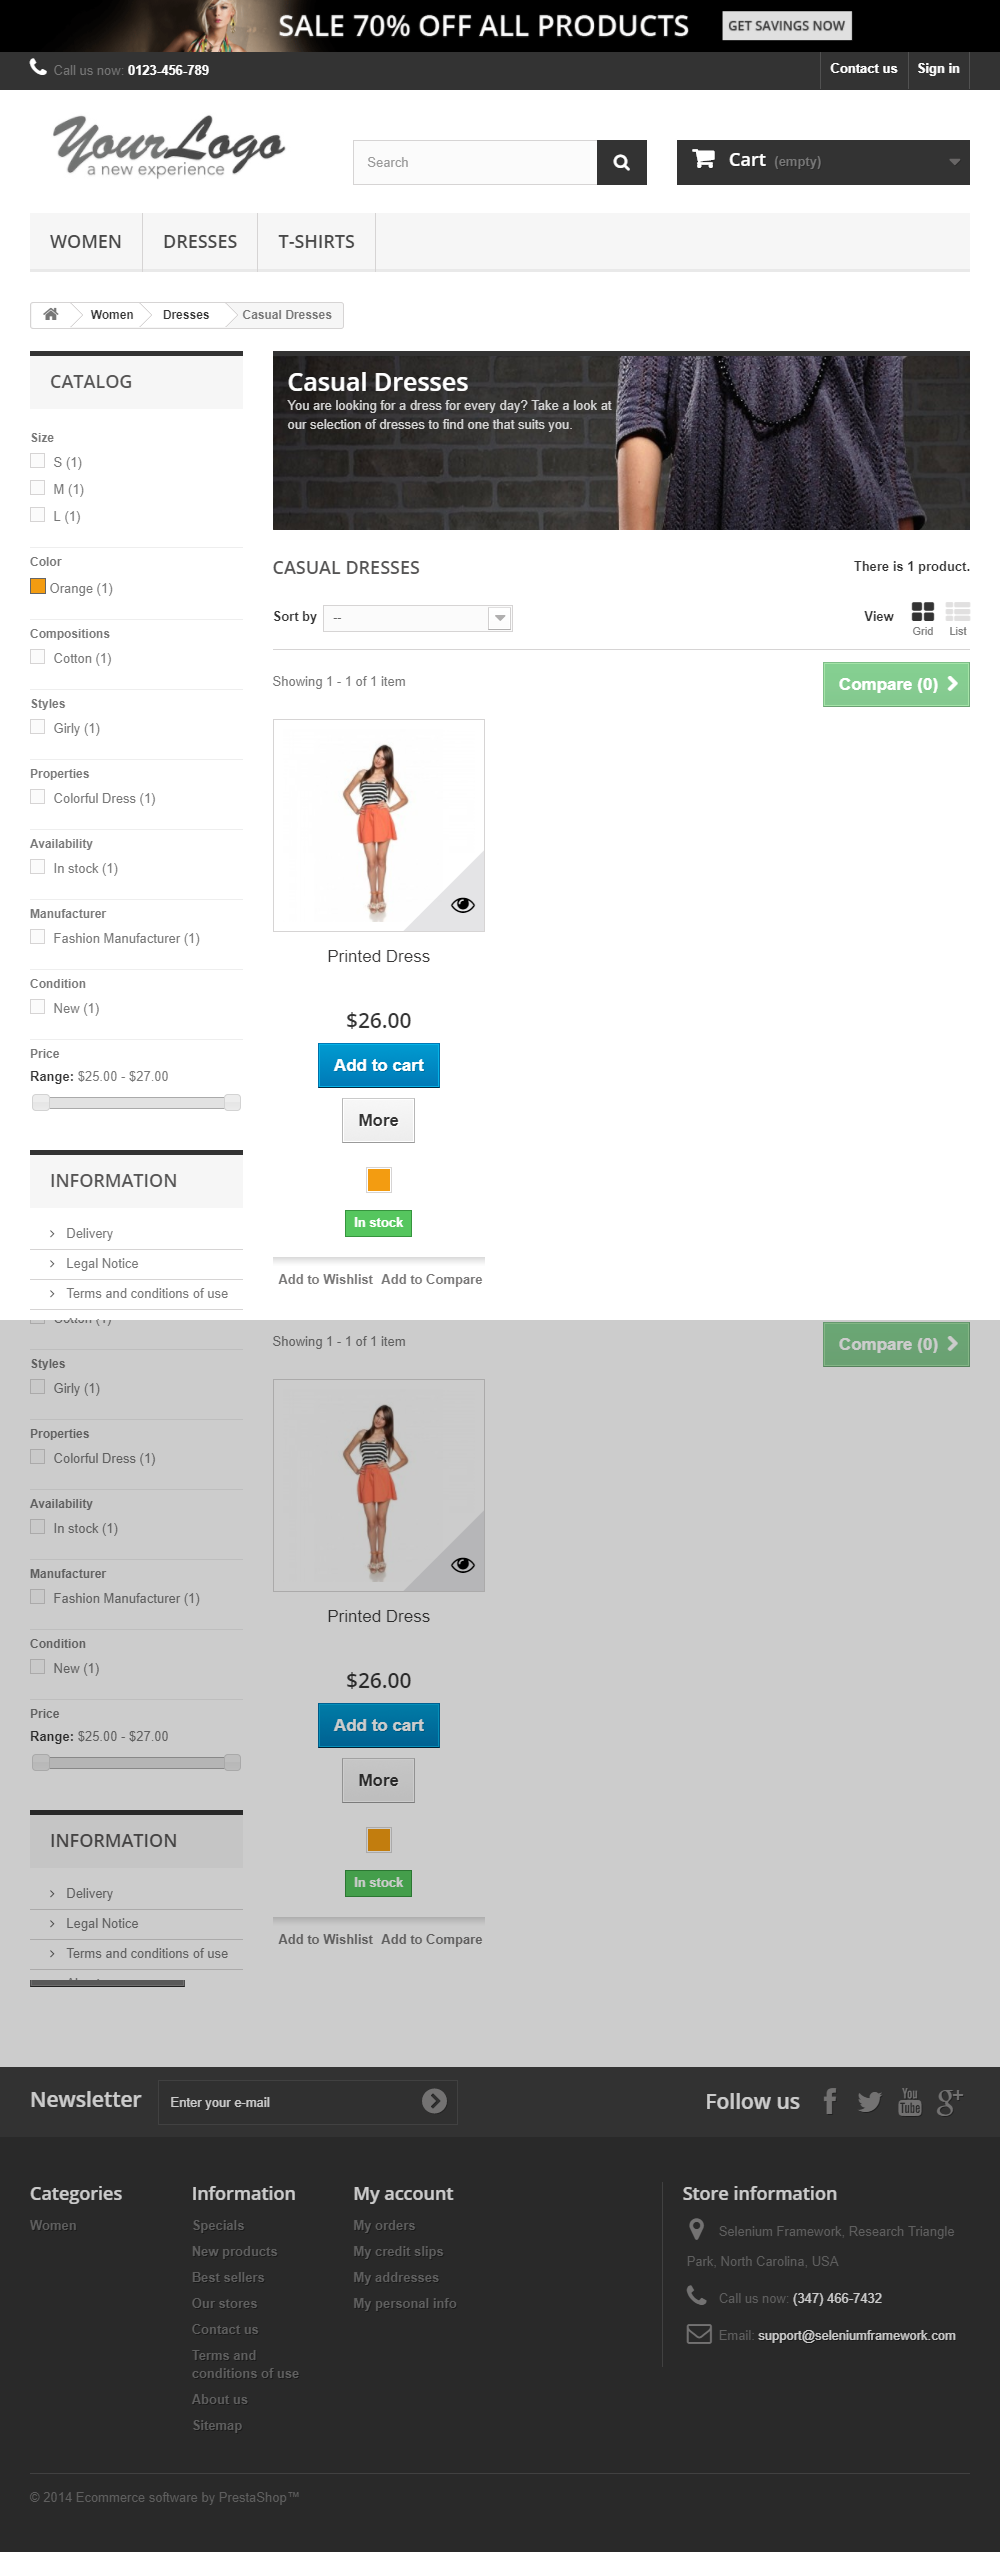 SALE 70% OFF ALL PRODUCTS GET SAVINGS NOW
Call us now: 0123-456-789 Contact us Sign in
YourLogo
a new experience
Search
Cart (empty)
WOMEN DRESSES T-SHIRTS
Women Dresses Casual Dresses
CATALOG
Size
S (1)
M (1)
L (1)
Color
Orange (1)
Compositions
Cotton (1)
Styles
Girly (1)
Properties
Colorful Dress (1)
Availability
In stock (1)
Manufacturer
Fashion Manufacturer (1)
Condition
New (1)
Price
Range: $25.00 - $27.00
INFORMATION
Delivery
Legal Notice
Terms and conditions of use
Casual Dresses
You are looking for a dress for every day? Take a look at
our selection of dresses to find one that suits you.
CASUAL DRESSES There is 1 product.
Sort by -- View Grid List
Showing 1 - 1 of 1 item Compare (0)
Printed Dress
$26.00
Add to cart
More
In stock
Add to Wishlist Add to Compare
Cotton (1)
Styles
Girly (1)
Properties
Colorful Dress (1)
Availability
In stock (1)
Manufacturer
Fashion Manufacturer (1)
Condition
New (1)
Price
Range: $25.00 - $27.00
INFORMATION
Delivery
Legal Notice
Terms and conditions of use
Showing 1 - 1 of 1 item Compare (0)
Printed Dress
$26.00
Add to cart
More
In stock
Add to Wishlist Add to Compare
Newsletter Enter your e-mail Follow us
You
Tube
Categories
Women
Information
Specials
New products
Best sellers
Our stores
Contact us
Terms and
conditions of use
About us
Sitemap
My account
My orders
My credit slips
My addresses
My personal info
Store information
Selenium Framework, Research Triangle
Park, North Carolina, USA
Call us now: (347) 466-7432
Email: support@seleniumframework.com
© 2014 Ecommerce software by PrestaShop™